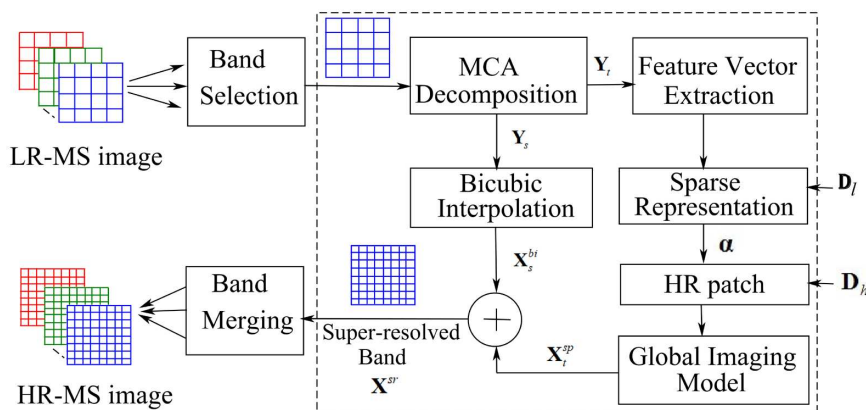 Band
Selection
LR-MS image
MCA
Decomposition
Y_t
Feature Vector
Extraction
Y_s
Bicubic
Interpolation
Sparse
Representation
D_l
X_s^{bi}
α
HR patch
D_h
Band
Merging
Super-resolved
Band
X^{sr}
+
X_t^{sp}
Global Imaging
Model
HR-MS image